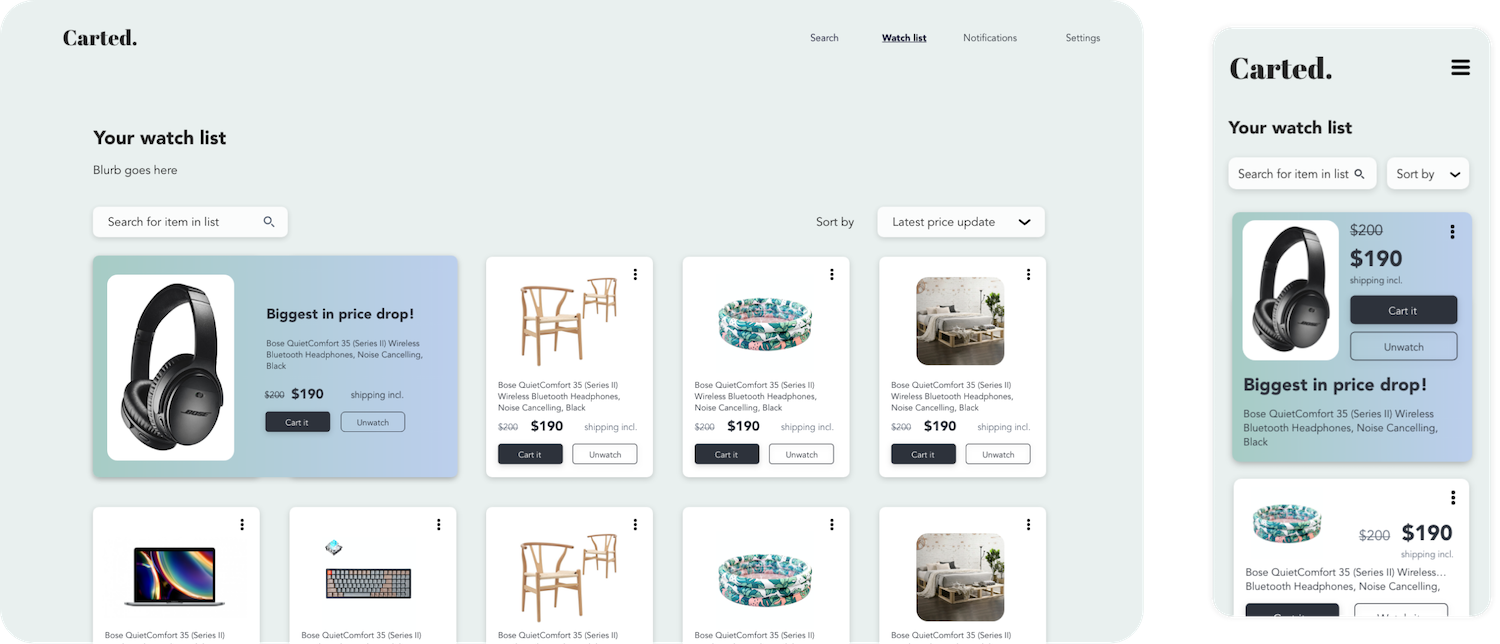 Carted.
Search
Watch list
Notifications
Settings
Your watch list
Blurb goes here
Search for item in list
Sort by
Latest price update
Biggest in price drop!
Bose QuietComfort 35 (Series II) Wireless
Bluetooth Headphones, Noise Cancelling,
Black
$200 $190 shipping incl.
Cart it
Unwatch
BOSE
Bose QuietComfort 35 (Series II)
Wireless Bluetooth Headphones,
Noise Cancelling, Black
$200 $190 shipping incl.
Cart it
Unwatch
Bose QuietComfort 35 (Series II)
Wireless Bluetooth Headphones,
Noise Cancelling, Black
$200 $190 shipping incl.
Cart it
Unwatch
Bose QuietComfort 35 (Series II)
Wireless Bluetooth Headphones,
Noise Cancelling, Black
$200 $190 shipping incl.
Cart it
Unwatch
Bose QuietComfort 35 (Series II)
Bose QuietComfort 35 (Series II)
Bose QuietComfort 35 (Series II)
Bose QuietComfort 35 (Series II)
Bose QuietComfort 35 (Series II)
Carted.
Your watch list
Search for item in list
Sort by
$200
$190
shipping incl.
Cart it
Unwatch
Biggest in price drop!
Bose QuietComfort 35 (Series II) Wireless
Bluetooth Headphones, Noise Cancelling,
Black
$200 $190
shipping incl.
Bose QuietComfort 35 (Series II) Wireless...
Bluetooth Headphones, Noise Cancelling,